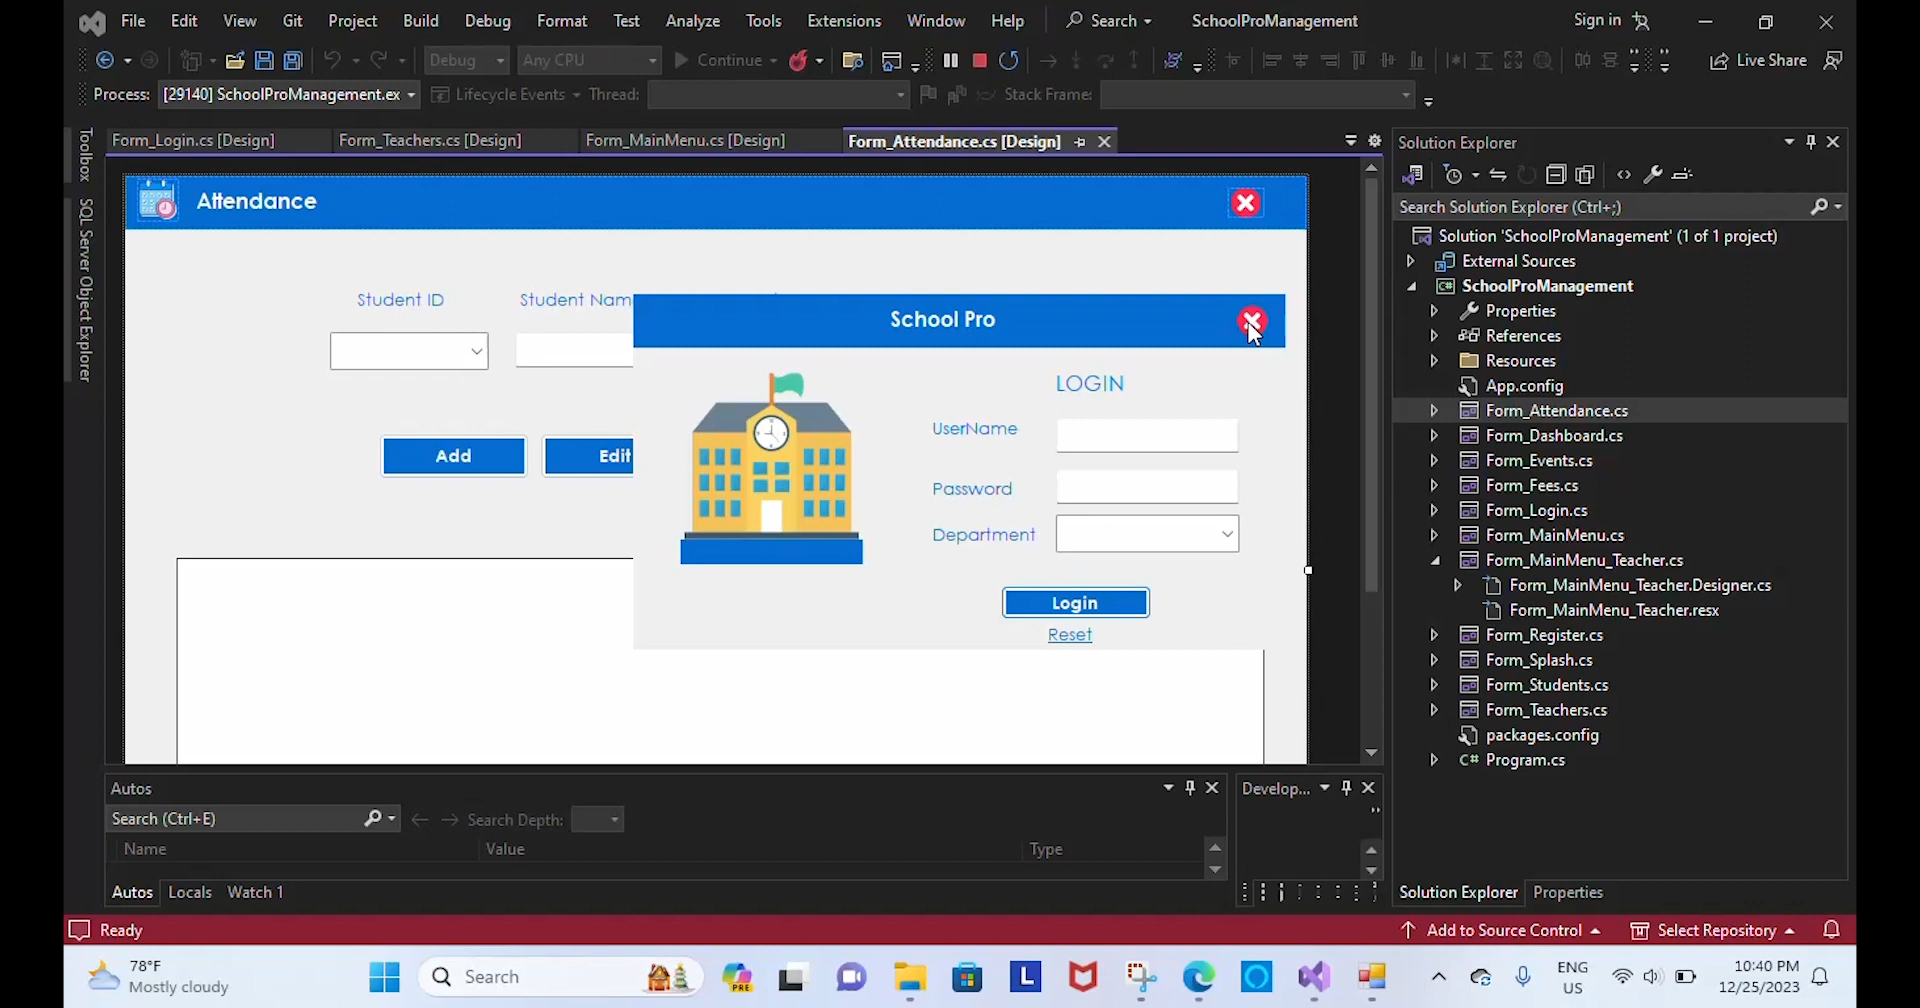 File Edit View Git Project Build Debug Format Test Analyze Tools Extensions Window Help Search SchoolProManagement Sign in
Debug Any CPU Continue Live Share
Process: [29140] SchoolProManagement.ex Lifecycle Events Thread: Stack Frame:
Toolbox
SQL Server Object Explorer
Form_Login.cs [Design] Form_Teachers.cs [Design] Form_MainMenu.cs [Design] Form_Attendance.cs [Design]
Attendance
Student ID Student Nam
Add Edit
School Pro
LOGIN
UserName
Password
Department
Login
Reset
Solution Explorer
Search Solution Explorer (Ctrl+;)
Solution 'SchoolProManagement' (1 of 1 project)
External Sources
C# SchoolProManagement
Properties
References
Resources
App.config
Form_Attendance.cs
Form_Dashboard.cs
Form_Events.cs
Form_Fees.cs
Form_Login.cs
Form_MainMenu.cs
Form_MainMenu_Teacher.cs
Form_MainMenu_Teacher.Designer.cs
Form_MainMenu_Teacher.resx
Form_Register.cs
Form_Splash.cs
Form_Students.cs
Form_Teachers.cs
packages.config
C# Program.cs
Autos
Search (Ctrl+E) Search Depth:
Name Value Type
Autos Locals Watch 1
Develop...
Solution Explorer Properties
Ready Add to Source Control Select Repository
78°F
Mostly cloudy
Search
PRE
L
ENG
US
10:40 PM
12/25/2023